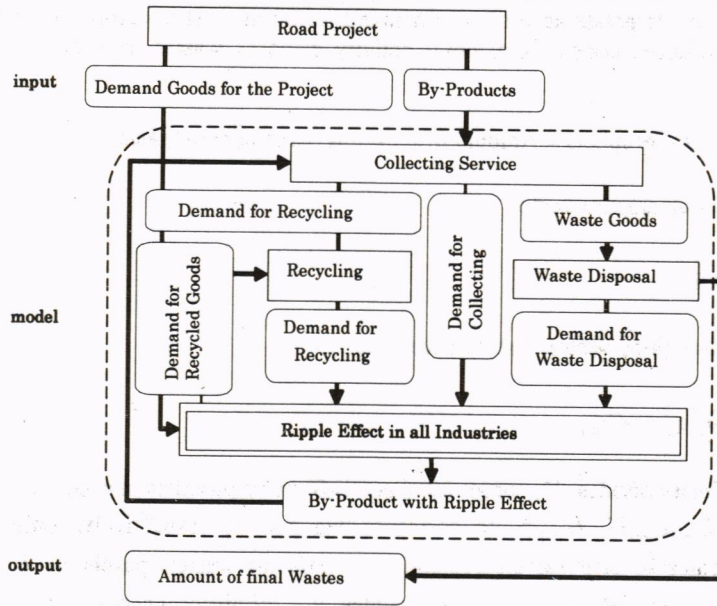 Road Project
input
Demand Goods for the Project
By-Products
Collecting Service
Demand for Recycling
Waste Goods
Demand for
Recycled Goods
Recycling
Demand for
Collecting
Waste Disposal
model
Demand for
Recycling
Demand for
Waste Disposal
Ripple Effect in all Industries
By-Product with Ripple Effect
output
Amount of final Wastes